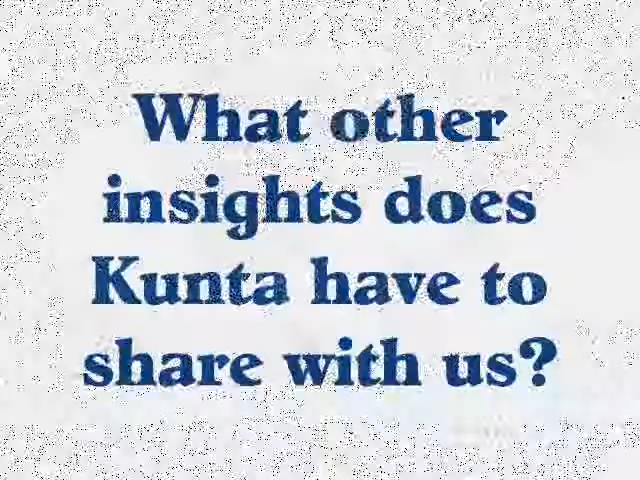 What other
insights does
Kunta have to
share with us?